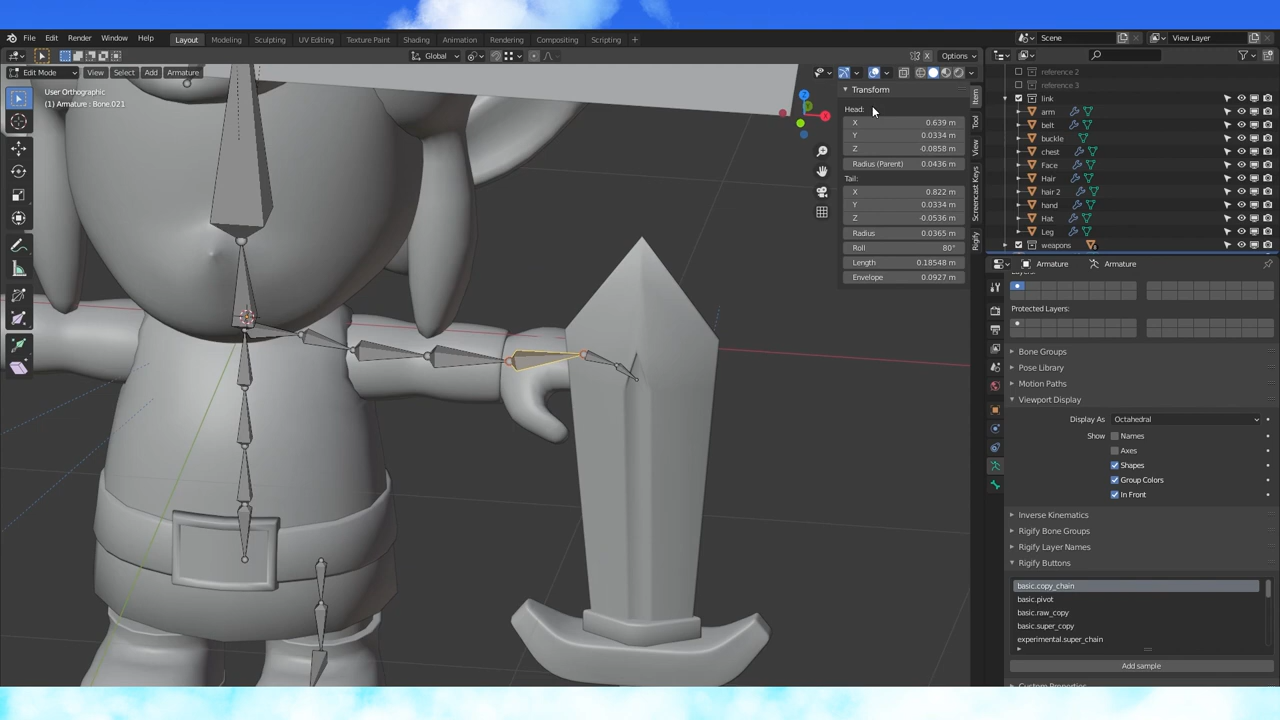 File Edit Render Window Help Layout Modeling Sculpting UV Editing Texture Paint Shading Animation Rendering Compositing Scripting + Scene View Layer
Global Options
Edit Mode View Select Add Armature
User Orthographic
(1) Armature : Bone.021
Transform
Head:
X 0.639 m
Y 0.0334 m
Z -0.0858 m
Radius (Parent) 0.0436 m
Tail:
X 0.822 m
Y 0.0334 m
Z -0.0536 m
Radius 0.0365 m
Roll 80°
Length 0.18548 m
Envelope 0.0927 m
Item
Tool
View
Screencast Keys
Rigify
Z
X
reference 2
reference 3
link
arm
belt
buckle
chest
Face
Hair
hair 2
hand
Hat
Leg
weapons
Armature Armature
Layers:
Protected Layers:
Bone Groups
Pose Library
Motion Paths
Viewport Display
Display As Octahedral
Show Names
Axes
Shapes
Group Colors
In Front
Inverse Kinematics
Rigify Bone Groups
Rigify Layer Names
Rigify Buttons
basic.copy_chain
basic.pivot
basic.raw_copy
basic.super_copy
experimental.super_chain
Add sample
Custom Properties